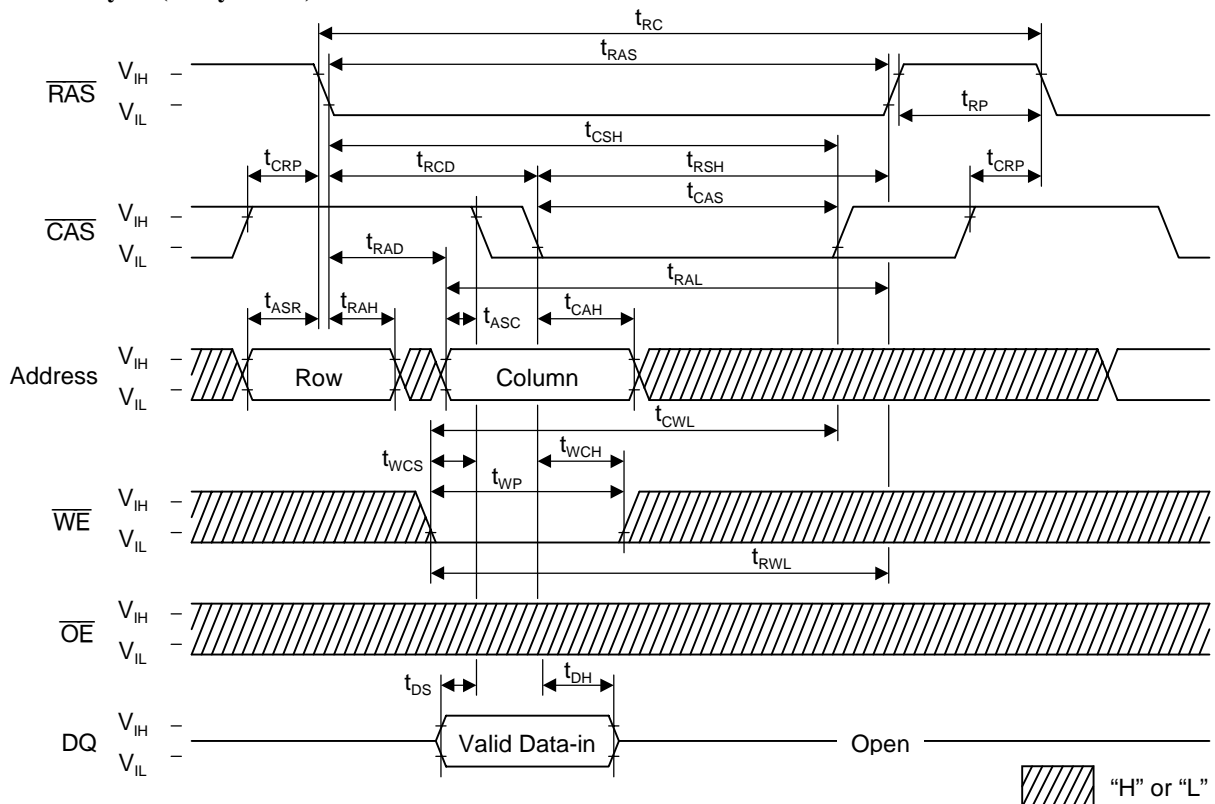 tRC
tRAS
RAS
VIH
VIL
tRP
tCSH
tCRP
tRCD
tRSH
tCRP
tCAS
CAS
VIH
VIL
tRAD
tRAL
tASR
tRAH
tASC
tCAH
Address
VIH
VIL
Row
Column
tCWL
tWCS
tWCH
tWP
WE
VIH
VIL
tRWL
OE
VIH
VIL
tDS
tDH
DQ
VIH
VIL
Valid Data-in
Open
“H” or “L”